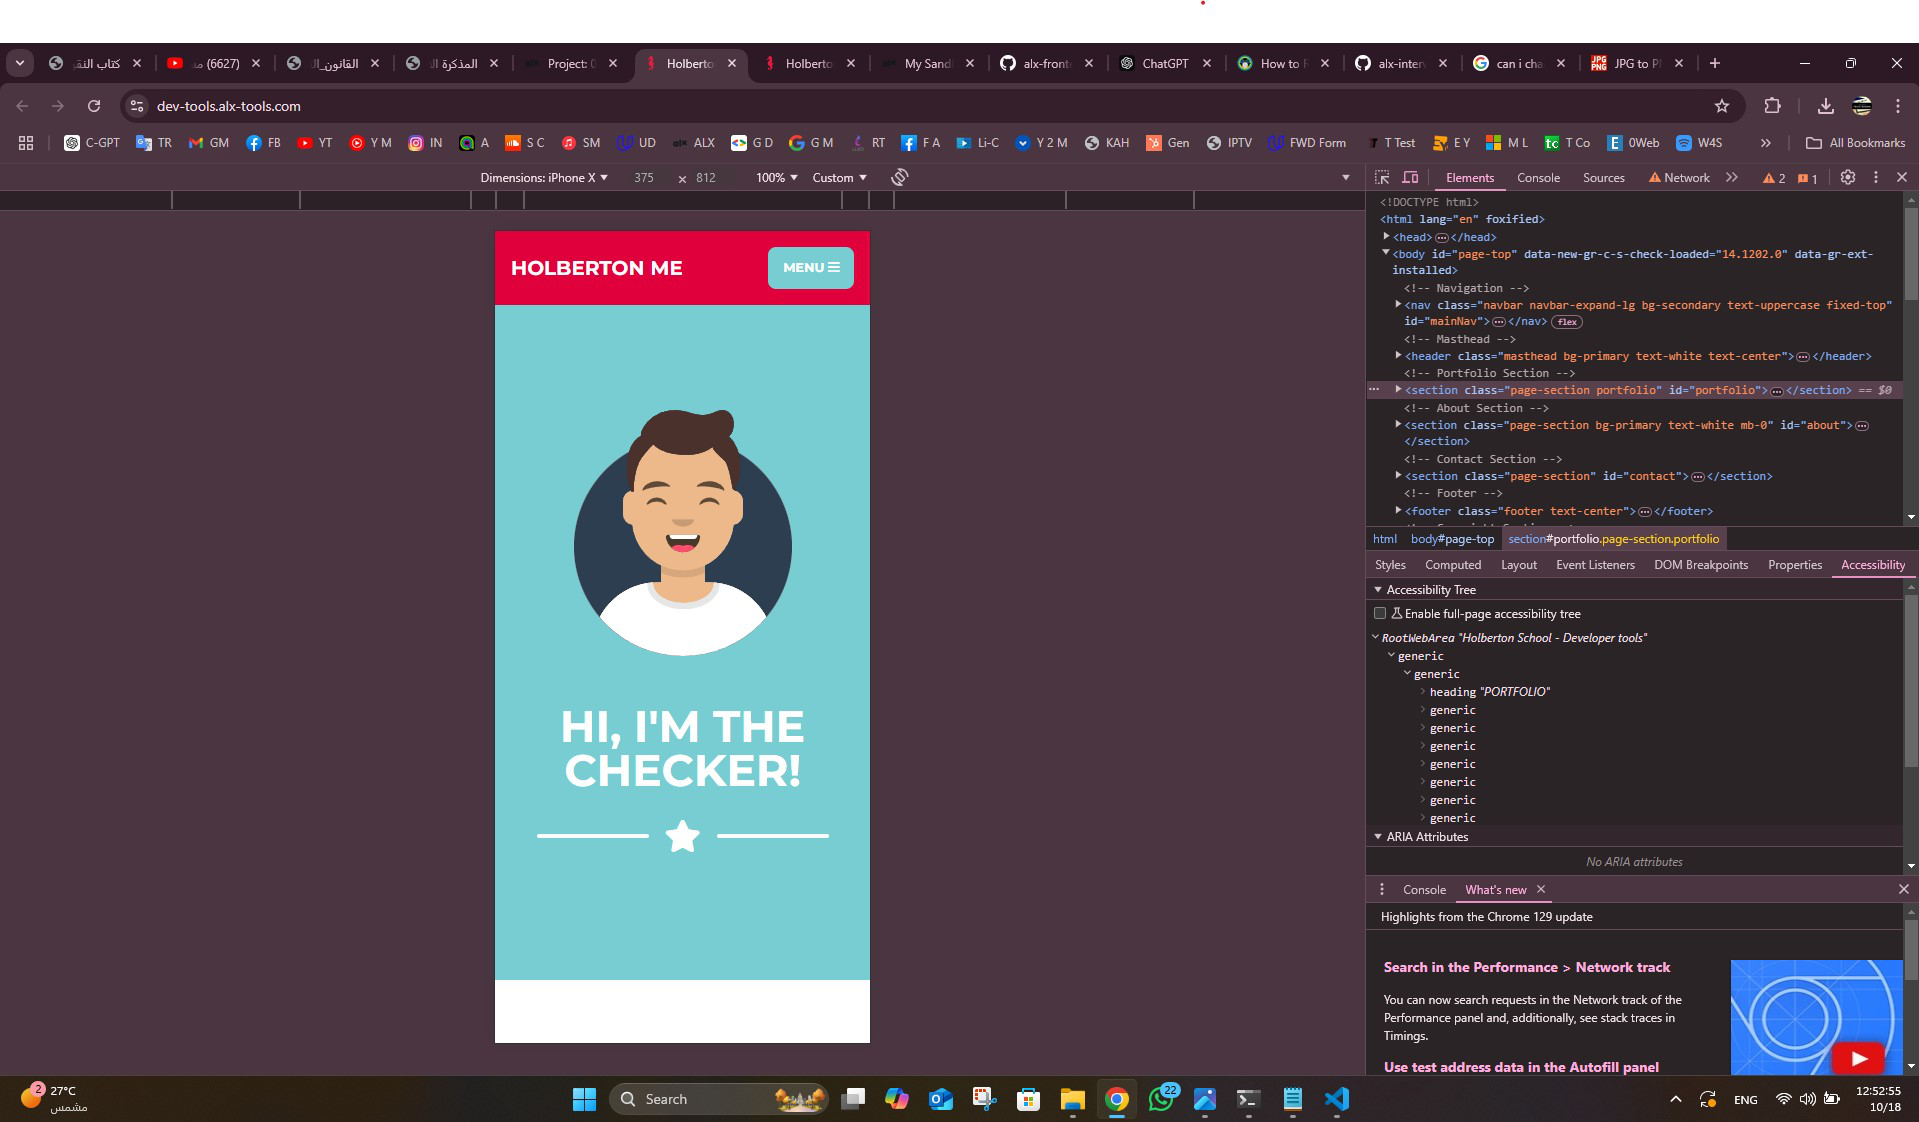 كتاب النقو
(6627) مد
القانون_ال
المذكرة ال
Project: 0
Holberto
Holberto
My Sand
alx-front
ChatGPT
How to F
alx-inter
can i cha
JPG to P
dev-tools.alx-tools.com
C-GPT TR GM FB YT Y M IN A S C SM UD ALX G D G M RT F A Li-C Y 2 M KAH Gen IPTV FWD Form T Test E Y M L T Co 0Web W4S » All Bookmarks
Dimensions: iPhone X 375 × 812 100% Custom
Elements Console Sources Network » 2 1
HOLBERTON ME
MENU
HI, I'M THE
CHECKER!
<!DOCTYPE html>
<html lang="en" foxified>
<head>…</head>
<body id="page-top" data-new-gr-c-s-check-loaded="14.1202.0" data-gr-ext-
installed>
<!-- Navigation -->
<nav class="navbar navbar-expand-lg bg-secondary text-uppercase fixed-top"
id="mainNav">…</nav> flex
<!-- Masthead -->
<header class="masthead bg-primary text-white text-center">…</header>
<!-- Portfolio Section -->
<section class="page-section portfolio" id="portfolio">…</section> == $0
<!-- About Section -->
<section class="page-section bg-primary text-white mb-0" id="about">…
</section>
<!-- Contact Section -->
<section class="page-section" id="contact">…</section>
<!-- Footer -->
<footer class="footer text-center">…</footer>
html body#page-top section#portfolio.page-section.portfolio
Styles Computed Layout Event Listeners DOM Breakpoints Properties Accessibility
Accessibility Tree
Enable full-page accessibility tree
RootWebArea "Holberton School - Developer tools"
generic
generic
heading "PORTFOLIO"
generic
generic
generic
generic
generic
generic
generic
ARIA Attributes
No ARIA attributes
Console What's new
Highlights from the Chrome 129 update
Search in the Performance > Network track
You can now search requests in the Network track of the
Performance panel and, additionally, see stack traces in
Timings.
Use test address data in the Autofill panel
2
27°C
مشمس
Search
22
ENG
12:52:55
10/18